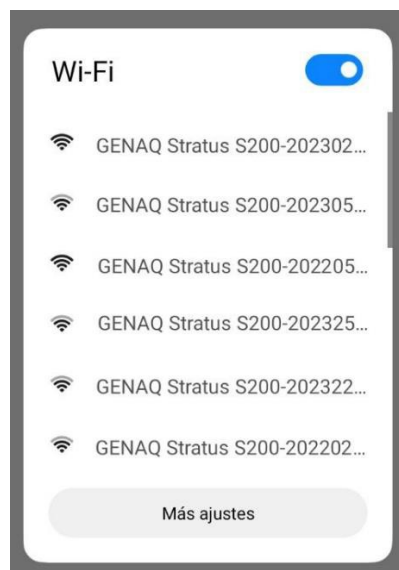 Wi-Fi
GENAQ Stratus S200-202302...
GENAQ Stratus S200-202305...
GENAQ Stratus S200-202205...
GENAQ Stratus S200-202325...
GENAQ Stratus S200-202322...
GENAQ Stratus S200-202202...
Más ajustes